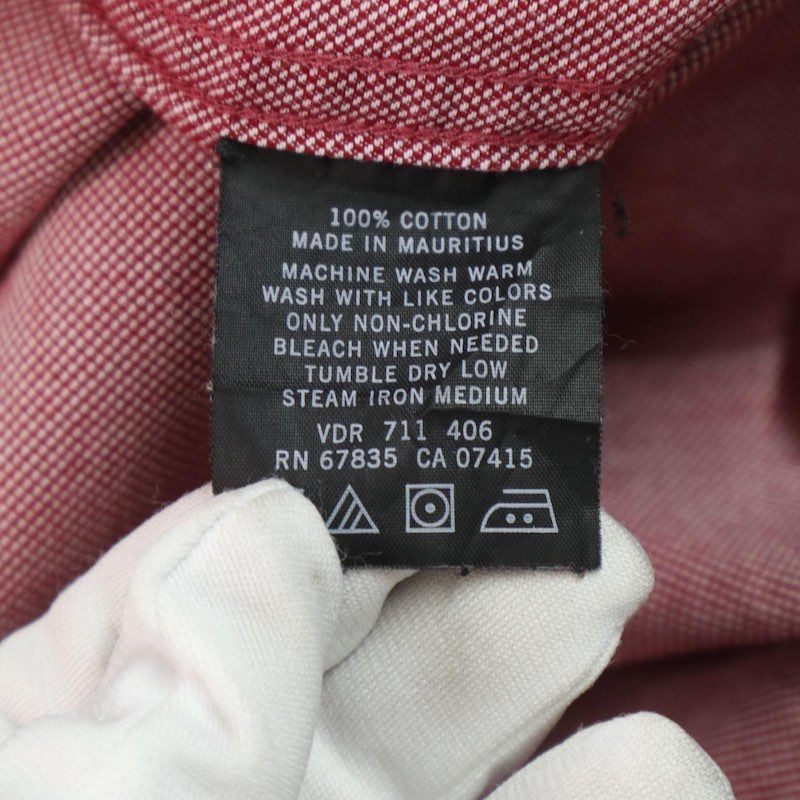 100% COTTON
MADE IN MAURITIUS
MACHINE WASH WARM
WASH WITH LIKE COLORS
ONLY NON-CHLORINE
BLEACH WHEN NEEDED
TUMBLE DRY LOW
STEAM IRON MEDIUM
VDR 711 406
RN 67835 CA 07415